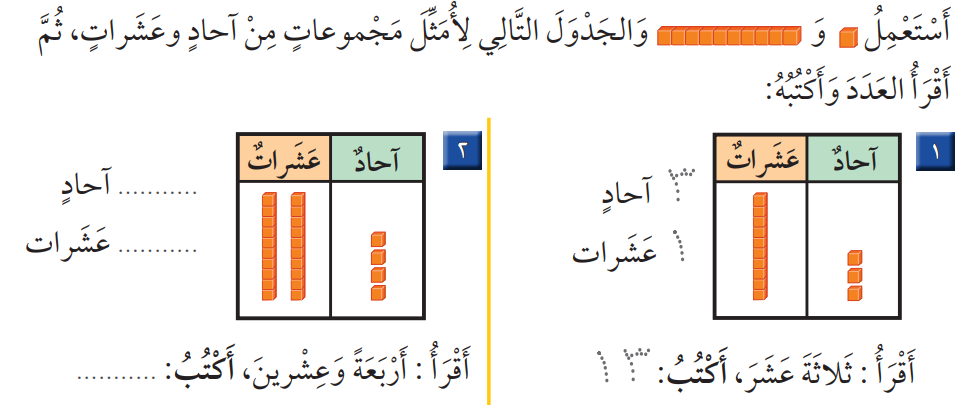 أَسْتَعْمِلُ وَ وَالجَدْوَلَ التَّالِي لِأُمَثِّلَ مَجْموعاتٍ مِنْ آحادٍ وعَشَراتٍ، ثُمَّ
أَقْرَأُ العَدَدَ وَأَكْتُبُهُ:
١
آحادٌ عَشَراتٌ
٣ آحادٍ
١ عَشَرات
أَقْرَأُ : ثَلاثَةَ عَشَرَ، أَكْتُبُ: ١٣
٢
آحادٌ عَشَراتٌ
........... آحادٍ
........... عَشَرات
أَقْرَأُ : أَرْبَعَةً وَعِشْرينَ، أَكْتُبُ: ...........